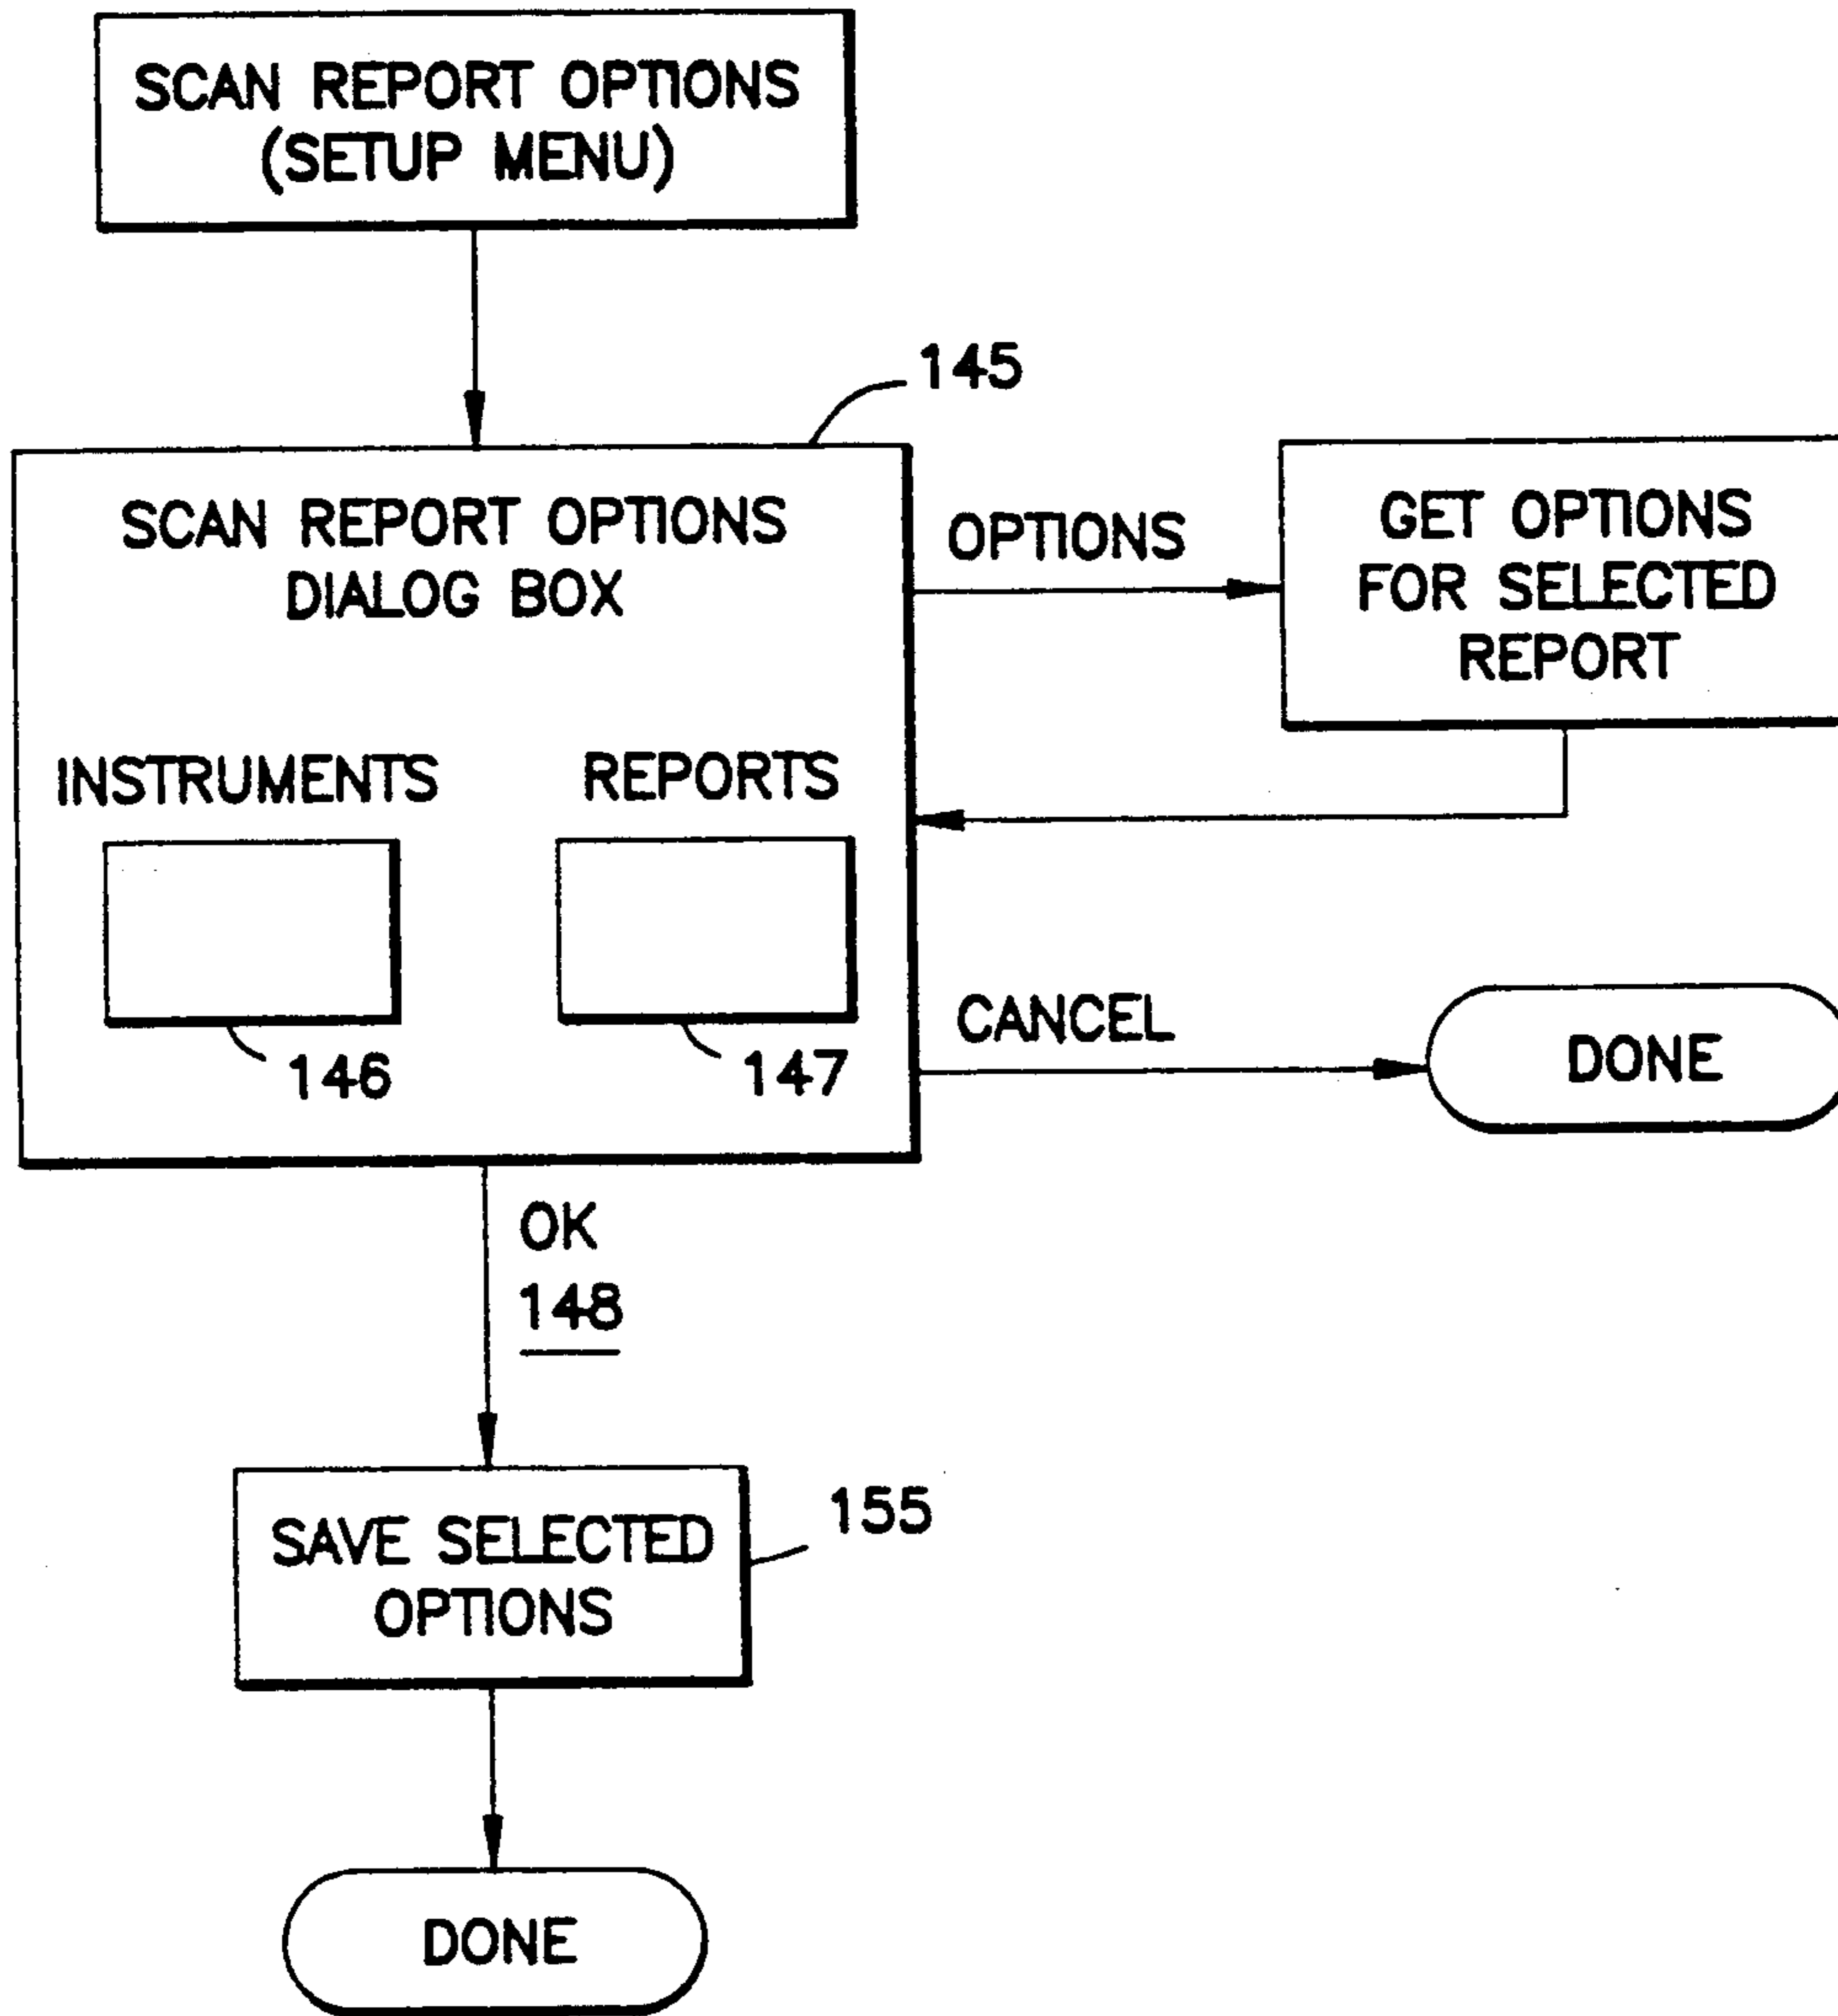 SCAN REPORT OPTIONS
(SETUP MENU)
145
SCAN REPORT OPTIONS
DIALOG BOX
OPTIONS
GET OPTIONS
FOR SELECTED
REPORT
INSTRUMENTS
REPORTS
146
147
CANCEL
DONE
OK
148
SAVE SELECTED
OPTIONS
155
DONE